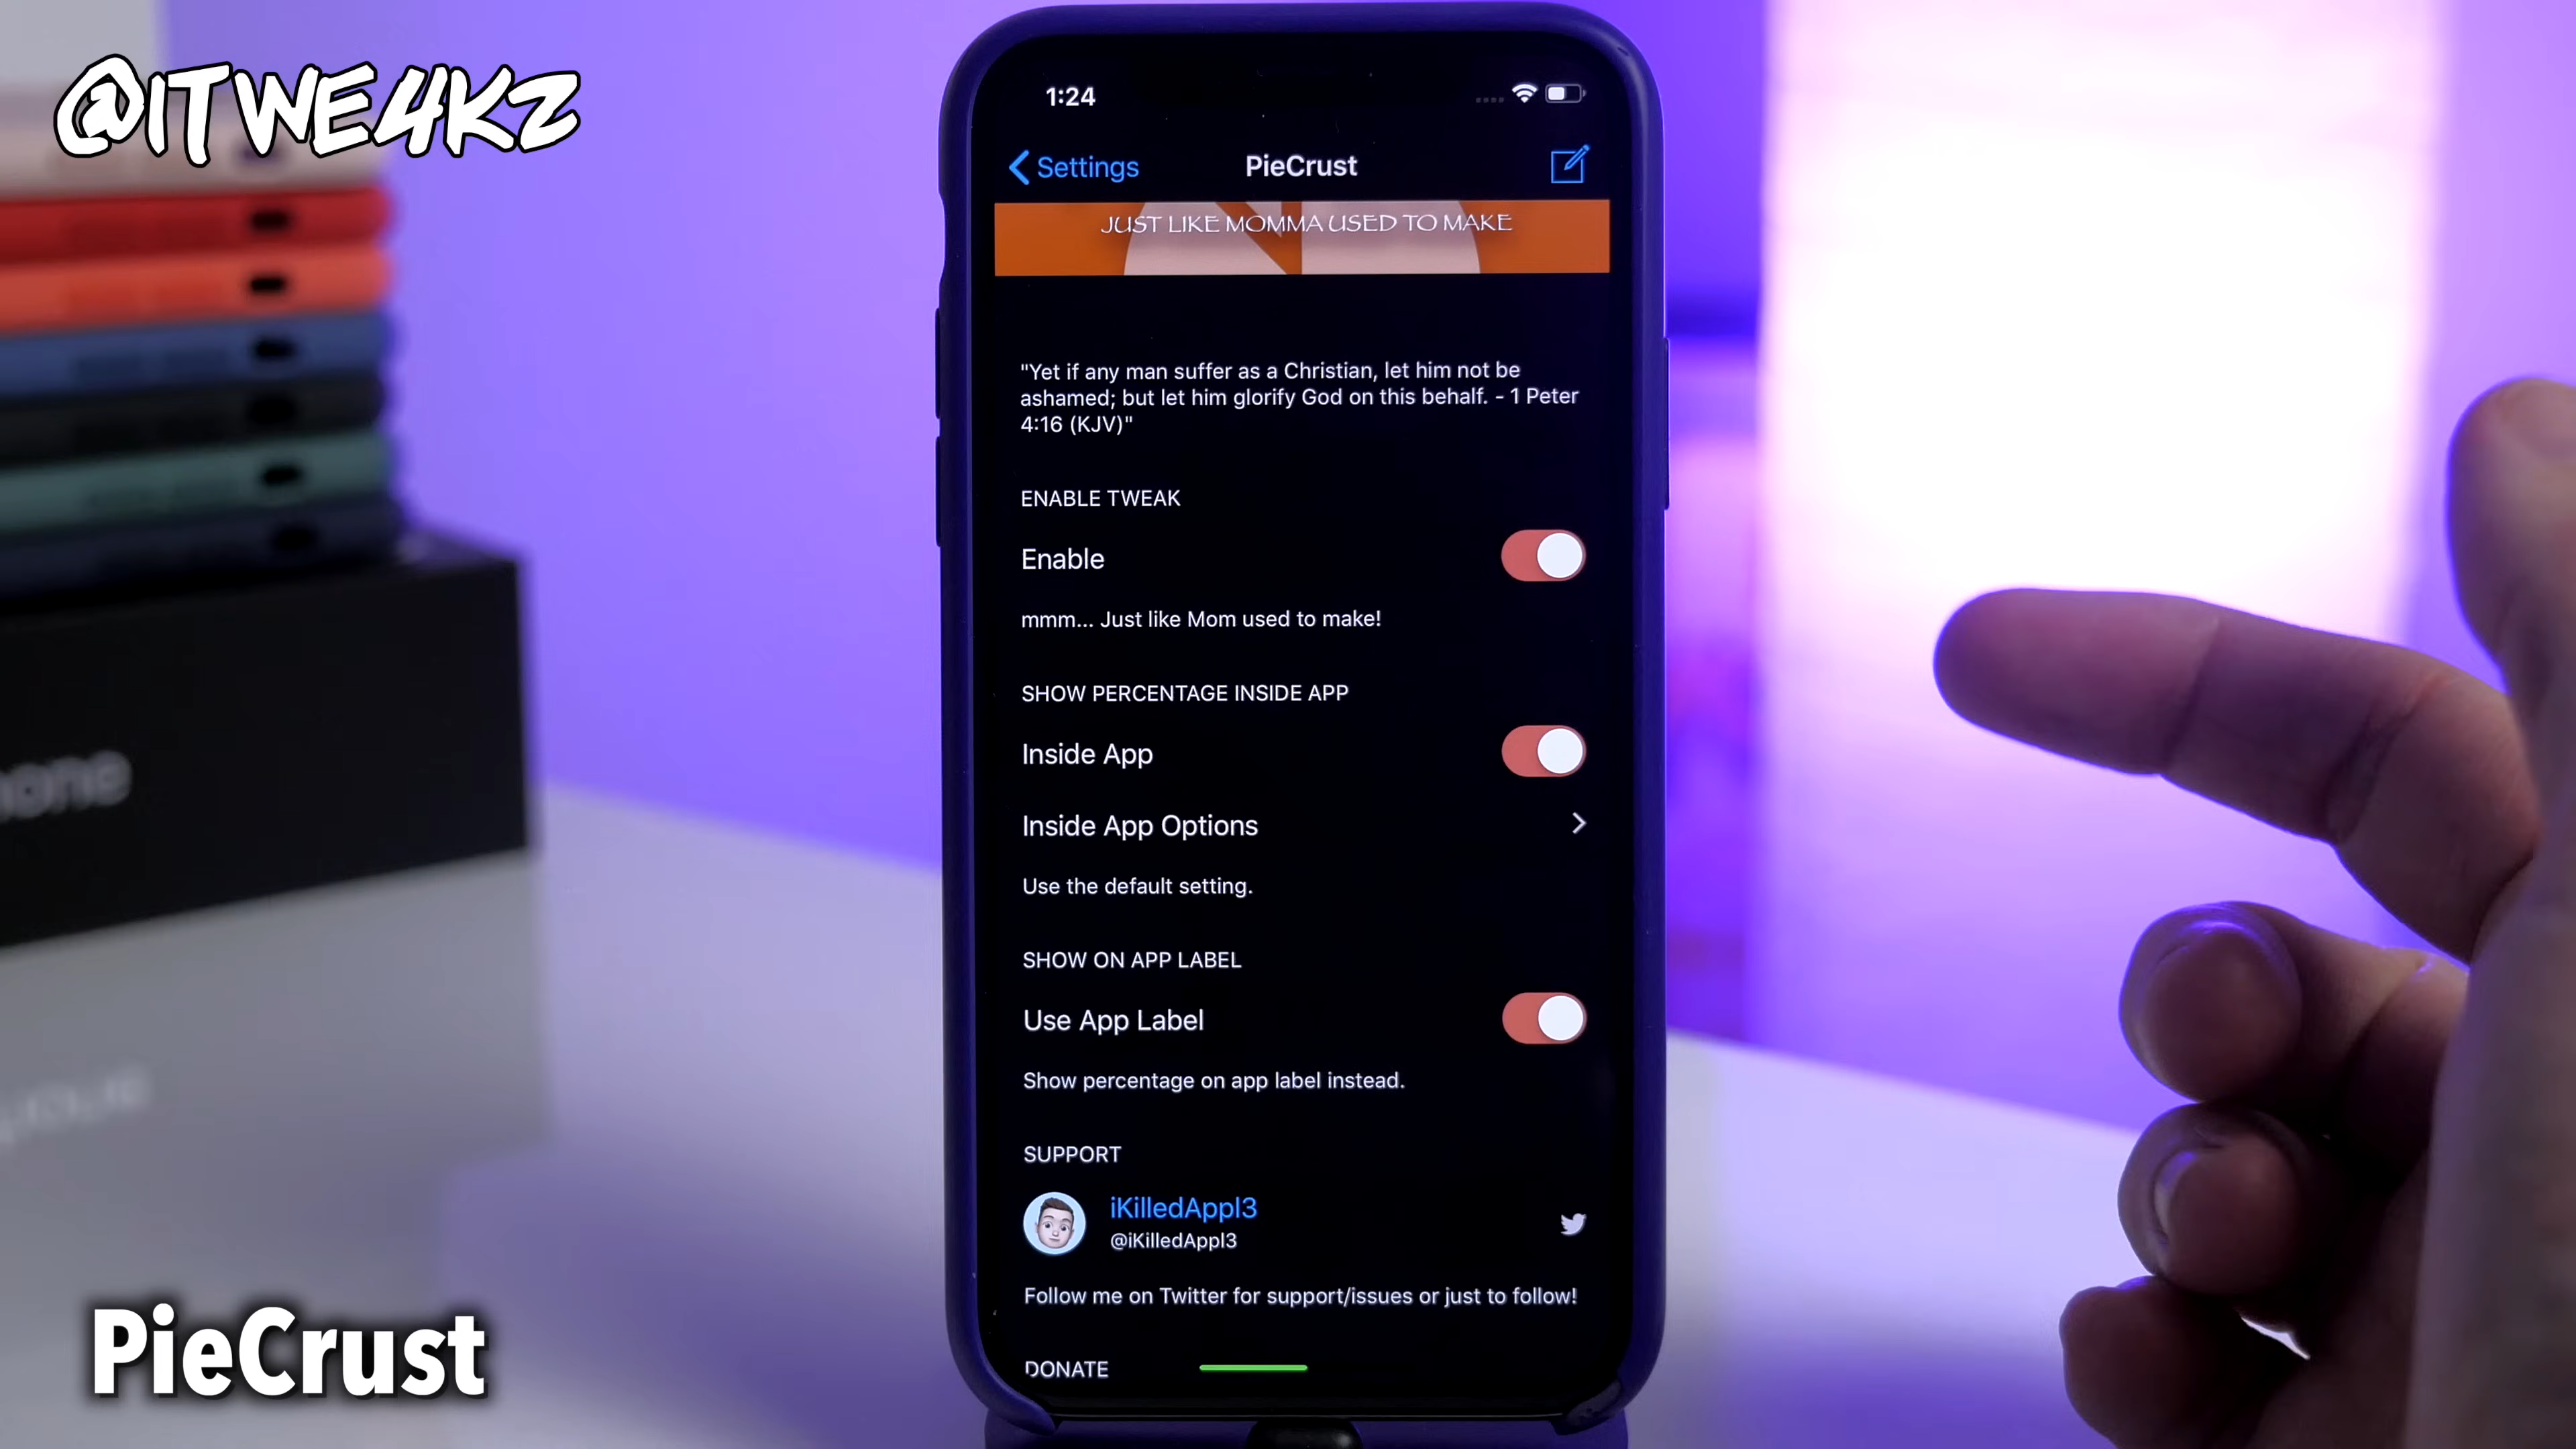 @iTWE4KZ
1:24
Settings
PieCrust
JUST LIKE MOMMA USED TO MAKE
"Yet if any man suffer as a Christian, let him not be
ashamed; but let him glorify God on this behalf. - 1 Peter
4:16 (KJV)"
ENABLE TWEAK
Enable
mmm... Just like Mom used to make!
SHOW PERCENTAGE INSIDE APP
Inside App
Inside App Options
Use the default setting.
SHOW ON APP LABEL
Use App Label
Show percentage on app label instead.
SUPPORT
iKilledAppl3
@iKilledAppl3
Follow me on Twitter for support/issues or just to follow!
DONATE
hone
PieCrust